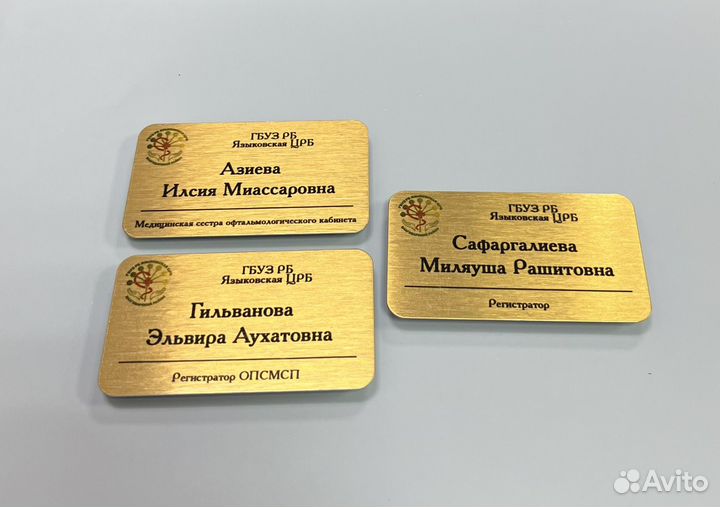 ГБУЗ РБ
Языковская ЦРБ
Азиева
Илсия Миассаровна
Медицинская сестра офтальмологического кабинета
ГБУЗ РБ
Языковская ЦРБ
Сафаргалиева
Миляуша Рашитовна
Регистратор
ГБУЗ РБ
Языковская ЦРБ
Гильванова
Эльвира Аухатовна
Регистратор ОПСМСП
Avito